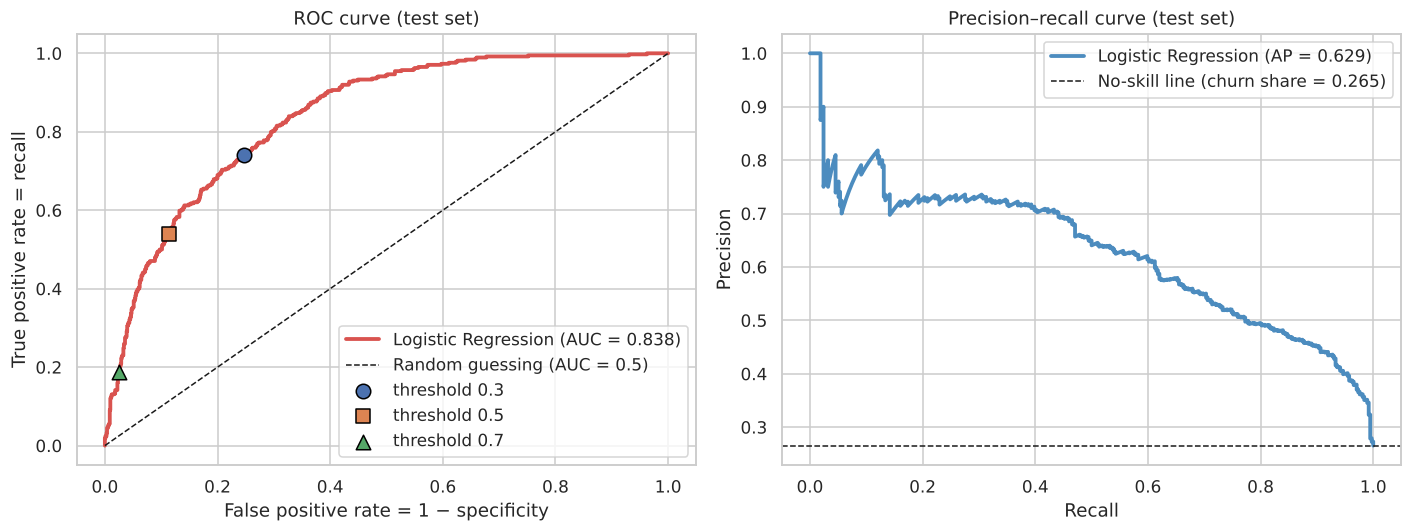 ROC curve (test set)
True positive rate = recall
1.0
0.8
0.6
0.4
0.2
0.0
Logistic Regression (AUC = 0.838)
Random guessing (AUC = 0.5)
threshold 0.3
threshold 0.5
threshold 0.7
0.0 0.2 0.4 0.6 0.8 1.0
False positive rate = 1 − specificity
Precision–recall curve (test set)
Precision
1.0
0.9
0.8
0.7
0.6
0.5
0.4
0.3
Logistic Regression (AP = 0.629)
No-skill line (churn share = 0.265)
0.0 0.2 0.4 0.6 0.8 1.0
Recall